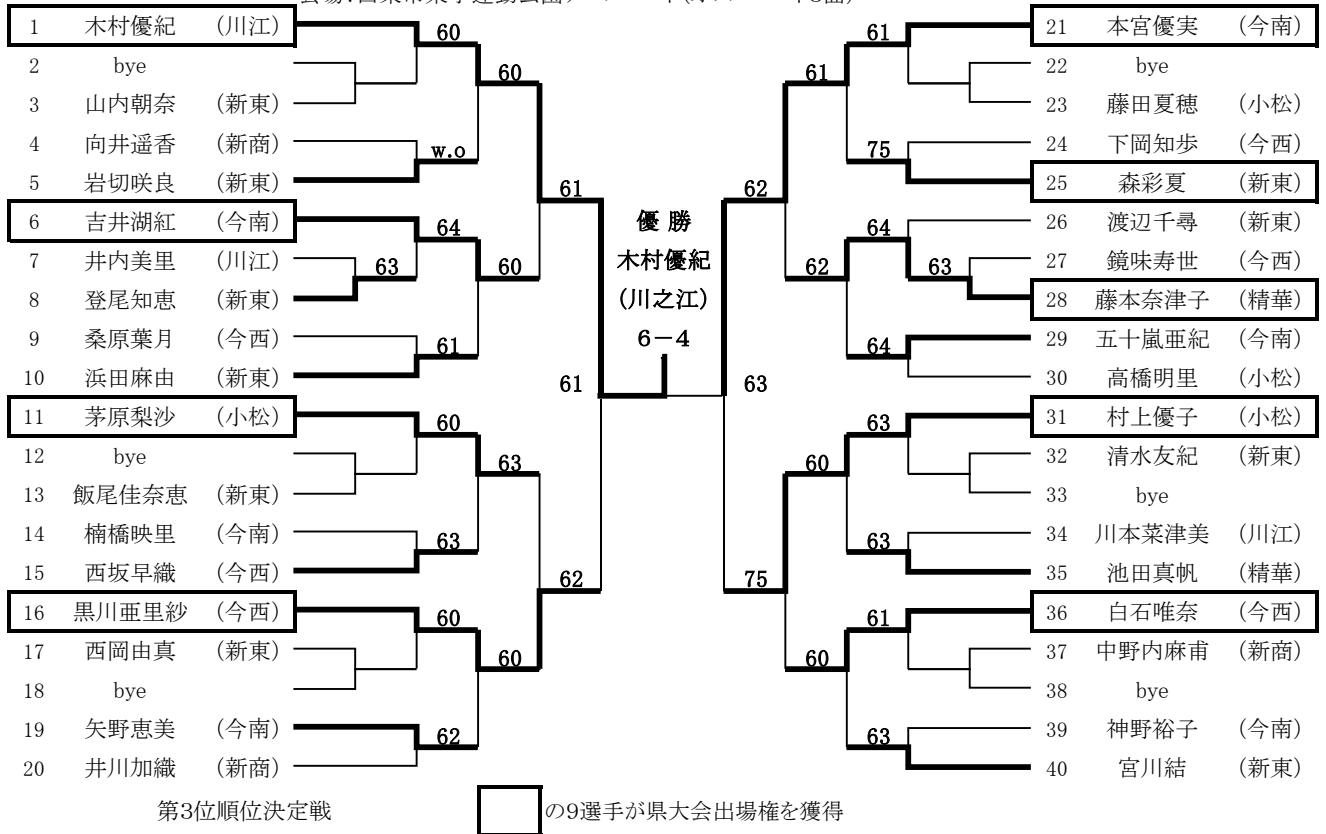 1 木村優紀 (川江)
2 bye
3 山内朝奈 (新東)
4 向井遥香 (新商)
5 岩切咲良 (新東)
6 吉井湖紅 (今南)
7 井内美里 (川江)
8 登尾知恵 (新東)
9 桑原葉月 (今西)
10 浜田麻由 (新東)
11 茅原梨沙 (小松)
12 bye
13 飯尾佳奈恵 (新東)
14 楠橋映里 (今南)
15 西坂早織 (今西)
16 黒川亜里紗 (今西)
17 西岡由真 (新東)
18 bye
19 矢野恵美 (今南)
20 井川加織 (新商)
60
w.o
63
64
61
60
63
60
62
60
60
63
60
61
62
61
優 勝
木村優紀
(川之江)
6-4
63
62
75
61
62
60
60
61
75
64
63
64
63
63
61
63
21 本宮優実 (今南)
22 bye
23 藤田夏穂 (小松)
24 下岡知歩 (今西)
25 森彩夏 (新東)
26 渡辺千尋 (新東)
27 鏡味寿世 (今西)
28 藤本奈津子 (精華)
29 五十嵐亜紀 (今南)
30 高橋明里 (小松)
31 村上優子 (小松)
32 清水友紀 (新東)
33 bye
34 川本菜津美 (川江)
35 池田真帆 (精華)
36 白石唯奈 (今西)
37 中野内麻甫 (新商)
38 bye
39 神野裕子 (今南)
40 宮川結 (新東)
第3位順位決定戦
の9選手が県大会出場権を獲得